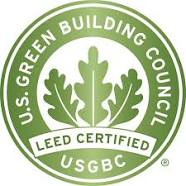 U.S. GREEN BUILDING COUNCIL
LEED CERTIFIED
USGBC
®